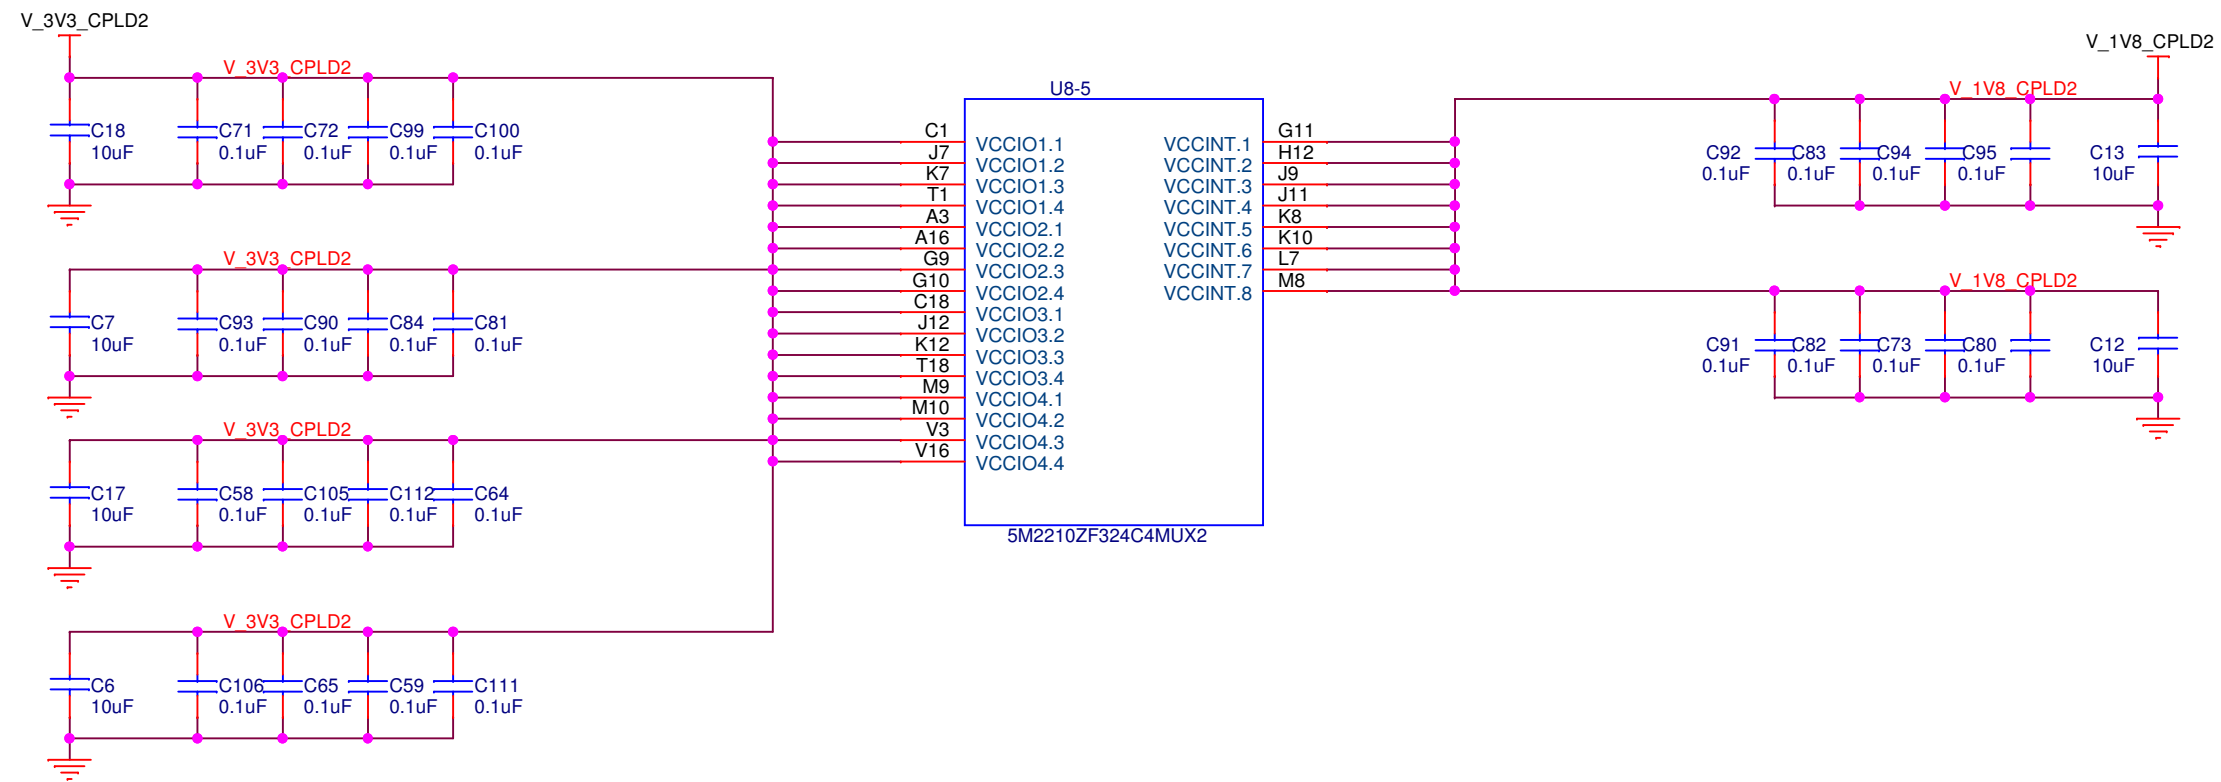 V_3V3_CPLD2
V_1V8_CPLD2
V_3V3_CPLD2
C18 C71 C72 C99 C100
10uF 0.1uF 0.1uF 0.1uF 0.1uF
V_3V3_CPLD2
C7 C93 C90 C84 C81
10uF 0.1uF 0.1uF 0.1uF 0.1uF
V_3V3_CPLD2
C17 C58 C105 C112 C64
10uF 0.1uF 0.1uF 0.1uF 0.1uF
V_3V3_CPLD2
C6 C106 C65 C59 C111
10uF 0.1uF 0.1uF 0.1uF 0.1uF
U8-5
C1 VCCIO1.1 VCCINT.1 G11
J7 VCCIO1.2 VCCINT.2 H12
K7 VCCIO1.3 VCCINT.3 J9
T1 VCCIO1.4 VCCINT.4 J11
A3 VCCIO2.1 VCCINT.5 K8
A16 VCCIO2.2 VCCINT.6 K10
G9 VCCIO2.3 VCCINT.7 L7
G10 VCCIO2.4 VCCINT.8 M8
C18 VCCIO3.1
J12 VCCIO3.2
K12 VCCIO3.3
T18 VCCIO3.4
M9 VCCIO4.1
M10 VCCIO4.2
V3 VCCIO4.3
V16 VCCIO4.4
5M2210ZF324C4MUX2
V_1V8_CPLD2
C92 C83 C94 C95 C13
0.1uF 0.1uF 0.1uF 0.1uF 10uF
V_1V8_CPLD2
C91 C82 C73 C80 C12
0.1uF 0.1uF 0.1uF 0.1uF 10uF